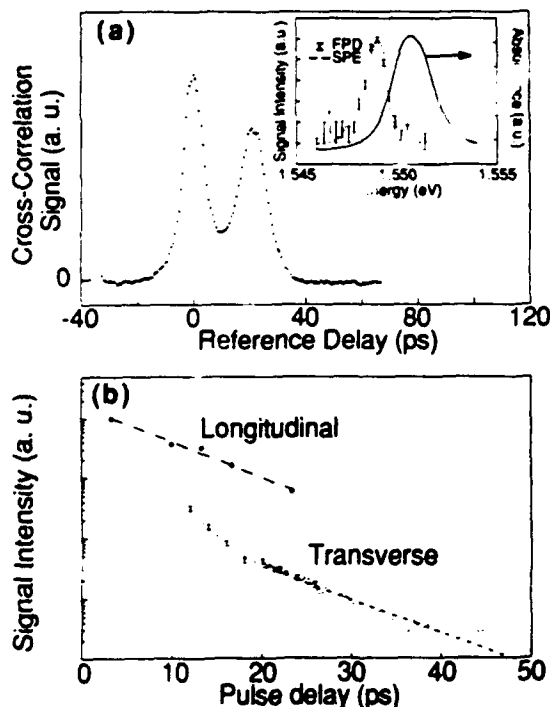 (a)
Cross-Correlation
Signal (a. u.)
0
-40 0 40 80 120
Reference Delay (ps)
Signal Intensity (a.u)
FPD
SPE
1.545 1.550 1.555
(eV)
(a.u)
(b)
Signal Intensity (a. u.)
Longitudinal
Transverse
0 10 20 30 40 50
Pulse delay (ps)